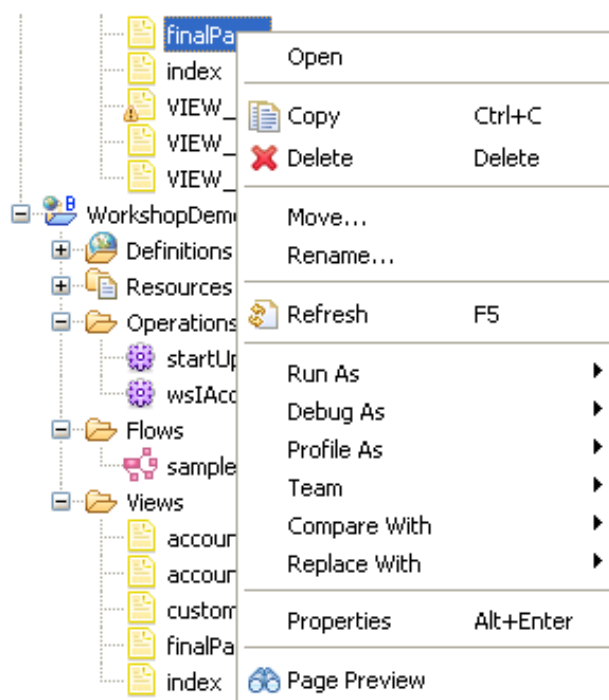 finalPa
index
VIEW_
VIEW_
VIEW_
WorkshopDem
Definitions
Resources
Operations
startUp
wsIAcc
Flows
sample
Views
accour
accour
custom
finalPa
index
Open
Copy Ctrl+C
Delete Delete
Move...
Rename...
Refresh F5
Run As
Debug As
Profile As
Team
Compare With
Replace With
Properties Alt+Enter
Page Preview